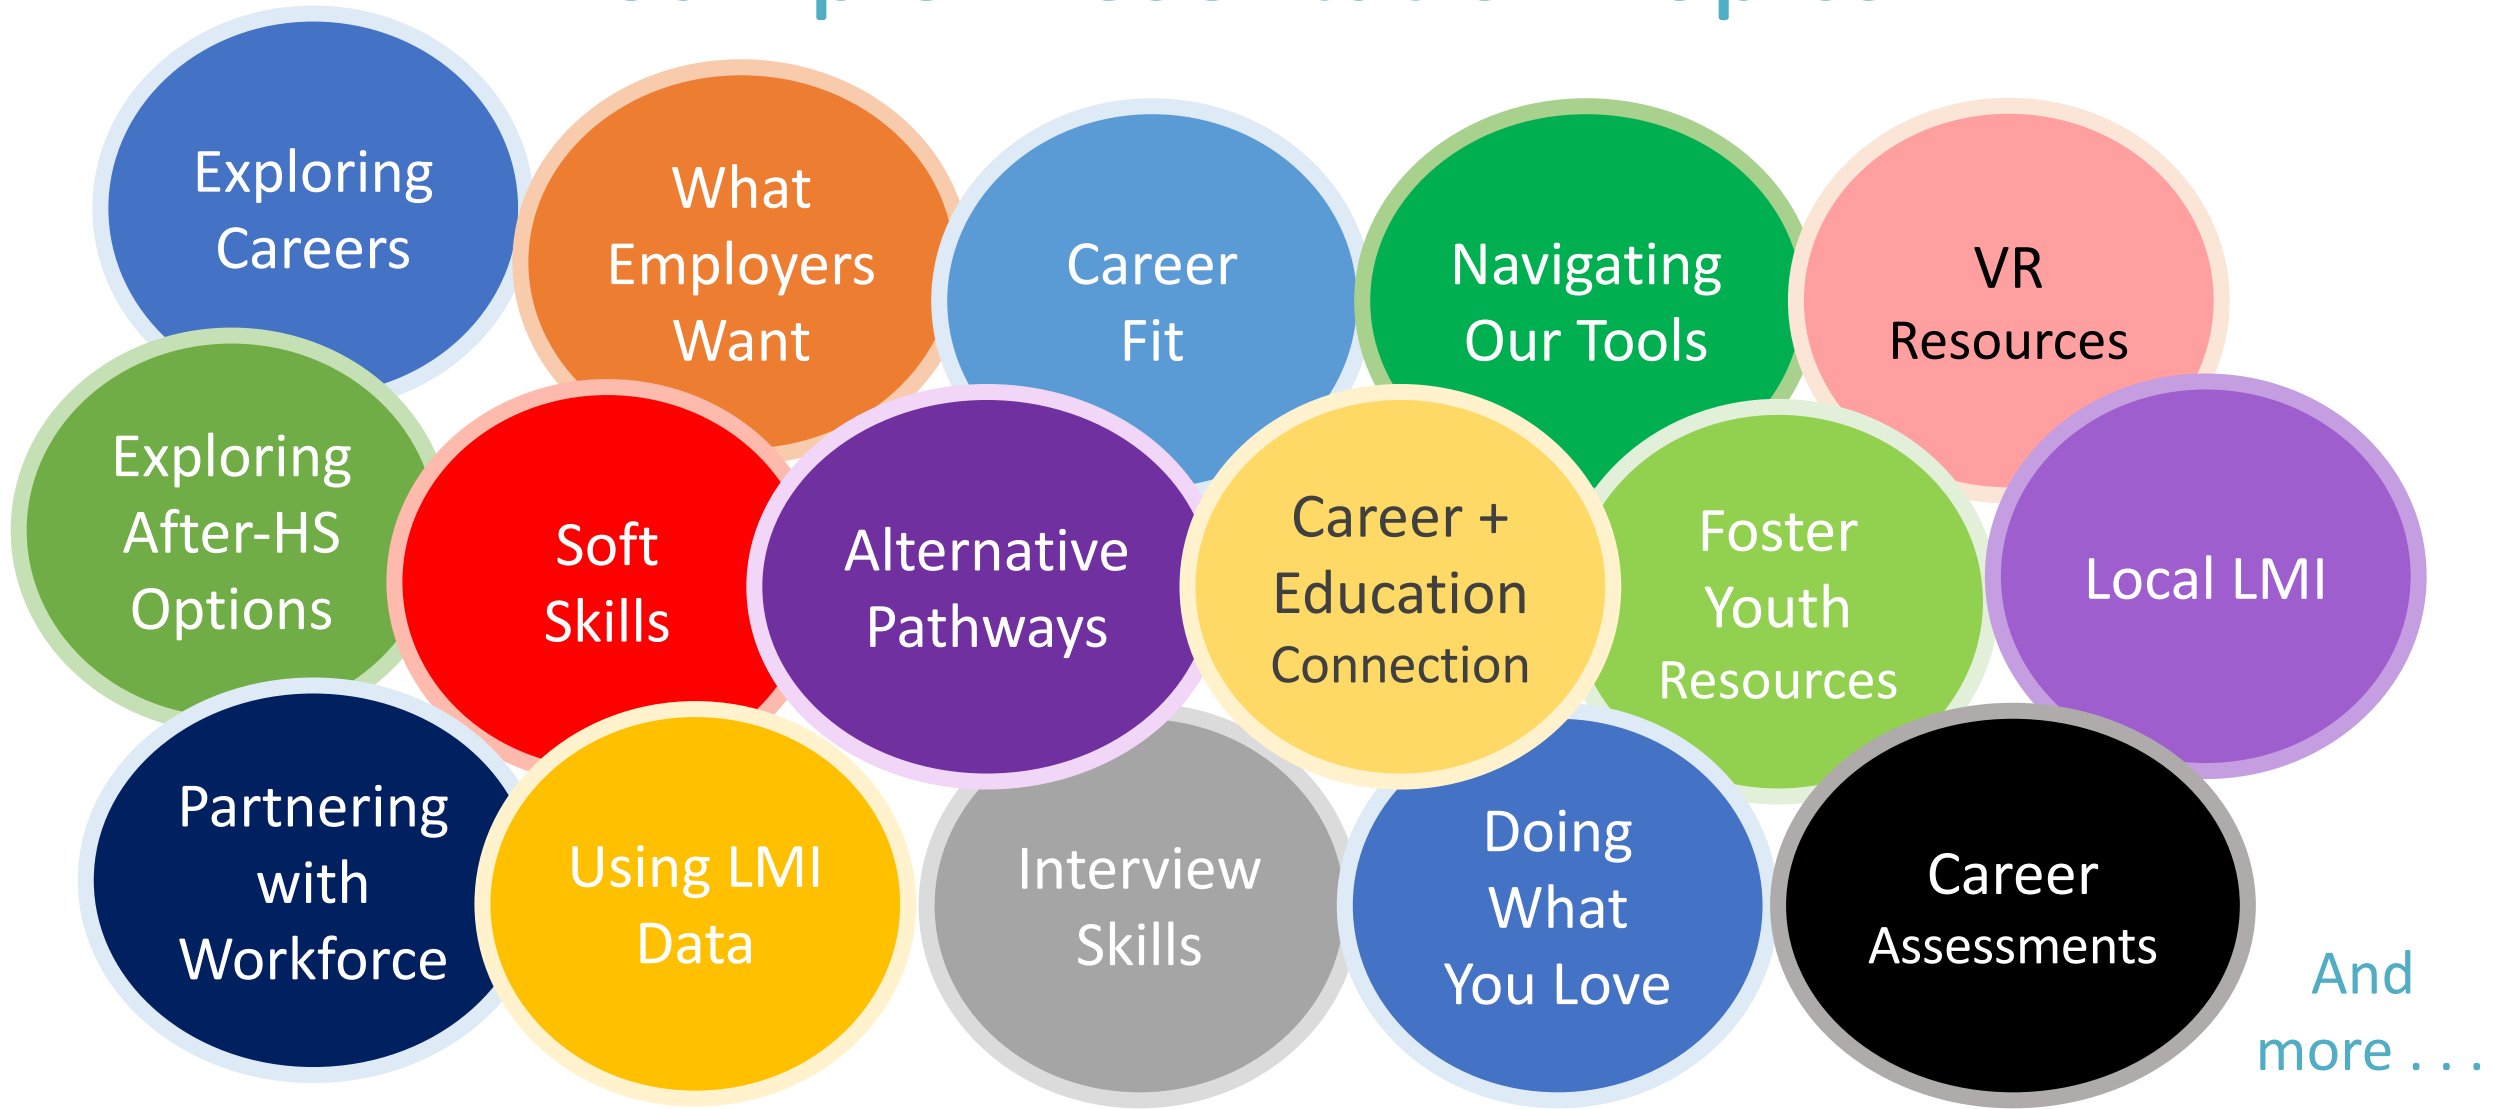 Exploring
Careers
What
Employers
Want
Career
Fit
Navigating
Our Tools
VR
Resources
Exploring
After-HS
Options
Soft
Skills
Alternative
Pathways
Career +
Education
Connection
Foster
Youth
Resources
Local LMI
Partnering
with
Workforce
Using LMI
Data
Interview
Skills
Doing
What
You Love
Career
Assessments
And
more . . .